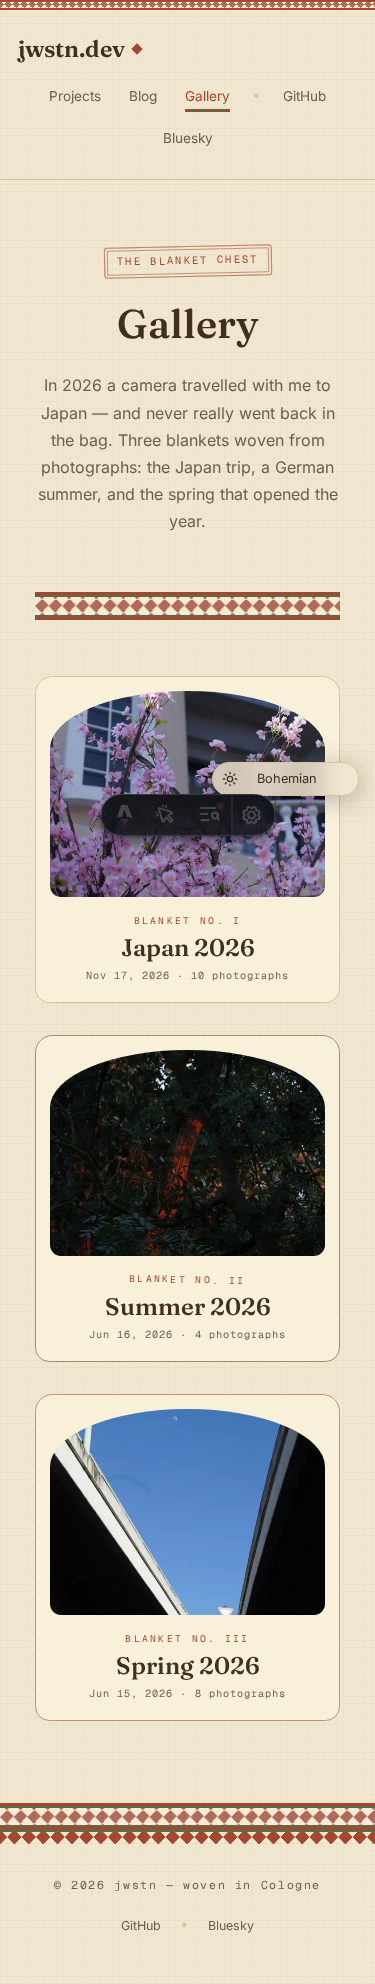 jwstn.dev
Projects Blog Gallery GitHub
Bluesky
THE BLANKET CHEST
Gallery
In 2026 a camera travelled with me to
Japan — and never really went back in
the bag. Three blankets woven from
photographs: the Japan trip, a German
summer, and the spring that opened the
year.
Bohemian
BLANKET NO. I
Japan 2026
Nov 17, 2026 · 10 photographs
BLANKET NO. II
Summer 2026
Jun 16, 2026 · 4 photographs
BLANKET NO. III
Spring 2026
Jun 15, 2026 · 8 photographs
© 2026 jwstn — woven in Cologne
GitHub Bluesky